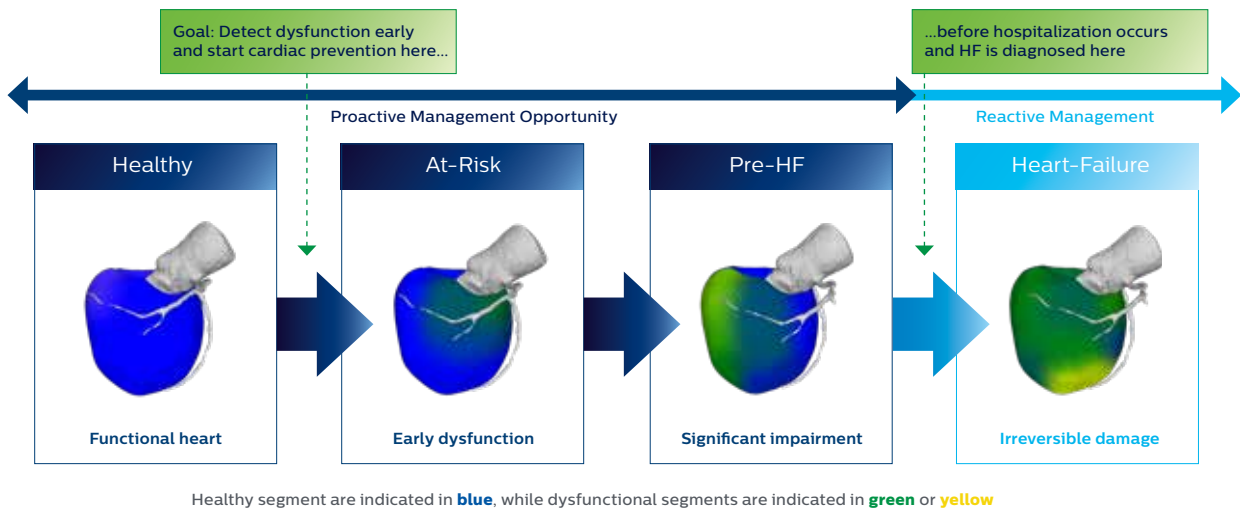 Goal: Detect dysfunction early
and start cardiac prevention here...
...before hospitalization occurs
and HF is diagnosed here
Proactive Management Opportunity
Reactive Management
Healthy
At-Risk
Pre-HF
Heart-Failure
Functional heart
Early dysfunction
Significant impairment
Irreversible damage
Healthy segment are indicated in blue, while dysfunctional segments are indicated in green or yellow